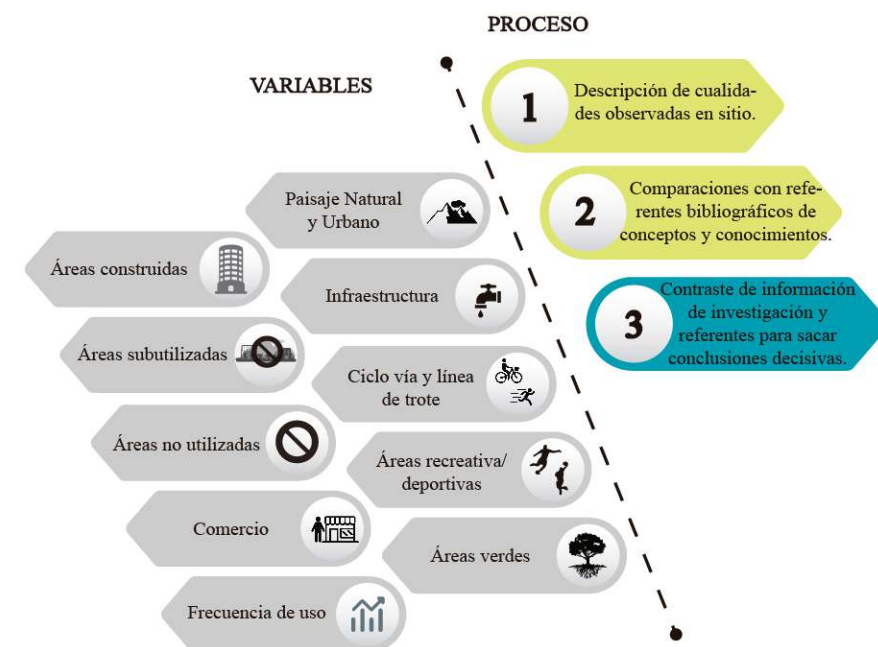 PROCESO
VARIABLES
1
Descripción de cualida-
des observadas en sitio.
2
Comparaciones con refe-
rentes bibliográficos de
conceptos y conocimientos.
3
Contraste de información
de investigación y
referentes para sacar
conclusiones decisivas.
Paisaje Natural
y Urbano
Áreas construidas
Infraestructura
Áreas subutilizadas
Ciclo vía y línea
de trote
Áreas no utilizadas
Áreas recreativa/
deportivas
Comercio
Áreas verdes
Frecuencia de uso